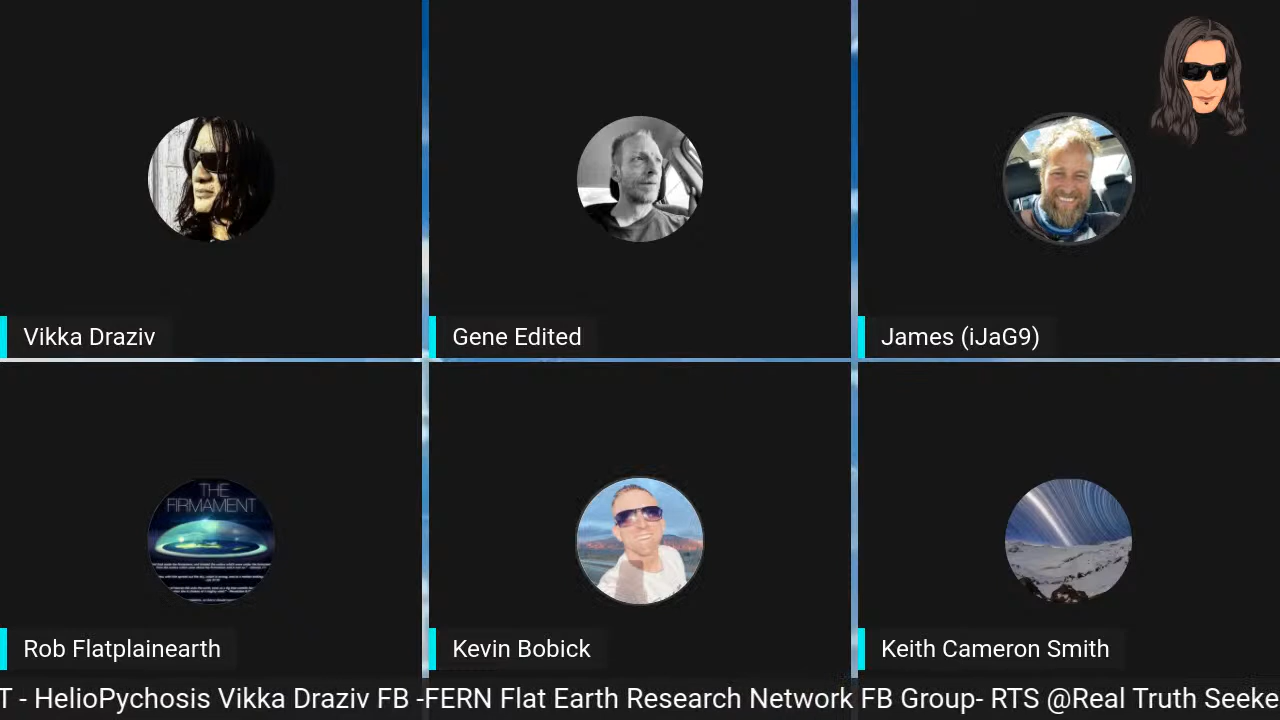 Vikka Draziv
Gene Edited
James (iJaG9)
THE
FIRMAMENT
Rob Flatplainearth
Kevin Bobick
Keith Cameron Smith
T - HelioPychosis Vikka Draziv FB -FERN Flat Earth Research Network FB Group- RTS @Real Truth Seeke